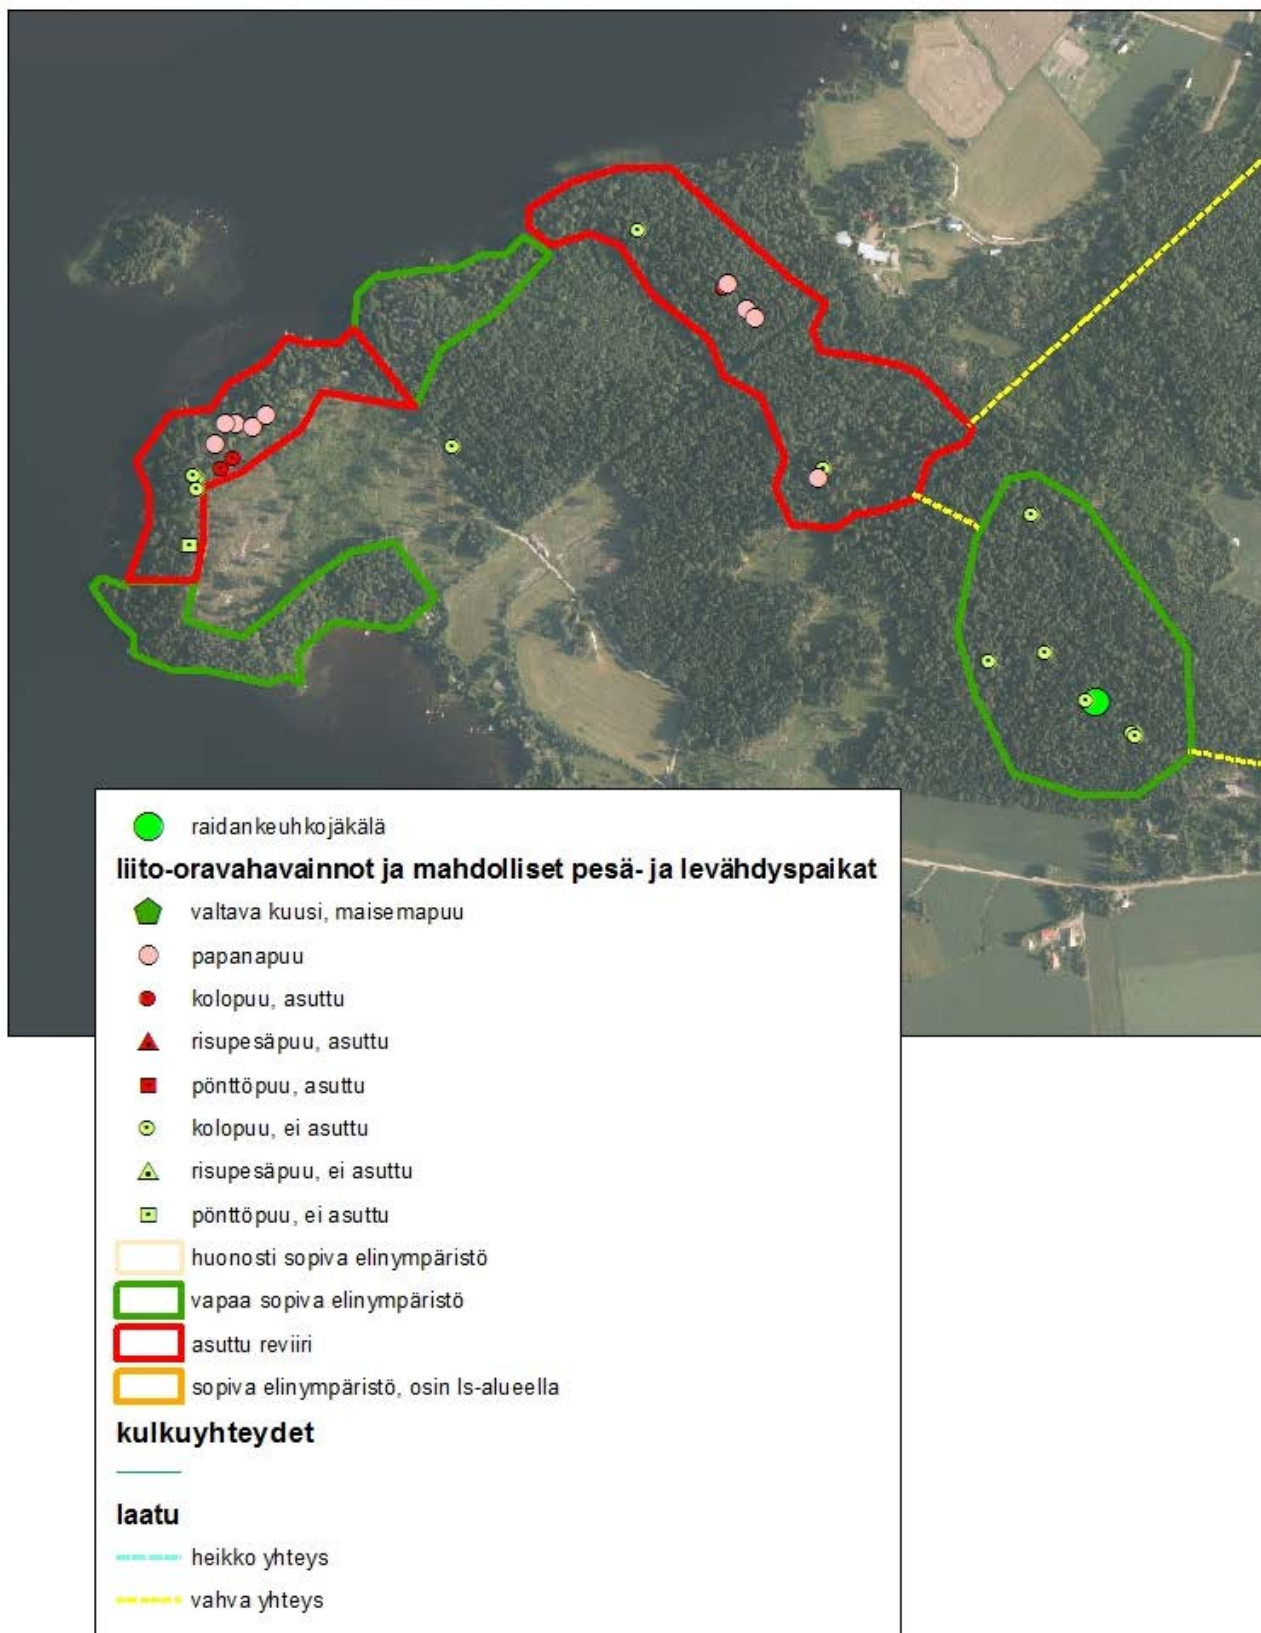 raidankeuhkojäkälä
liito-oravahavainnot ja mahdolliset pesä- ja levähdyspaikat
valtava kuusi, maisemapuu
papanapuu
kolopuu, asuttu
risupesäpuu, asuttu
pönttöpuu, asuttu
kolopuu, ei asuttu
risupesäpuu, ei asuttu
pönttöpuu, ei asuttu
huonosti sopiva elinympäristö
vapaa sopiva elinympäristö
asuttu reviiri
sopiva elinympäristö, osin ls-alueella
kulkuyhteydet
laatu
heikko yhteys
vahva yhteys